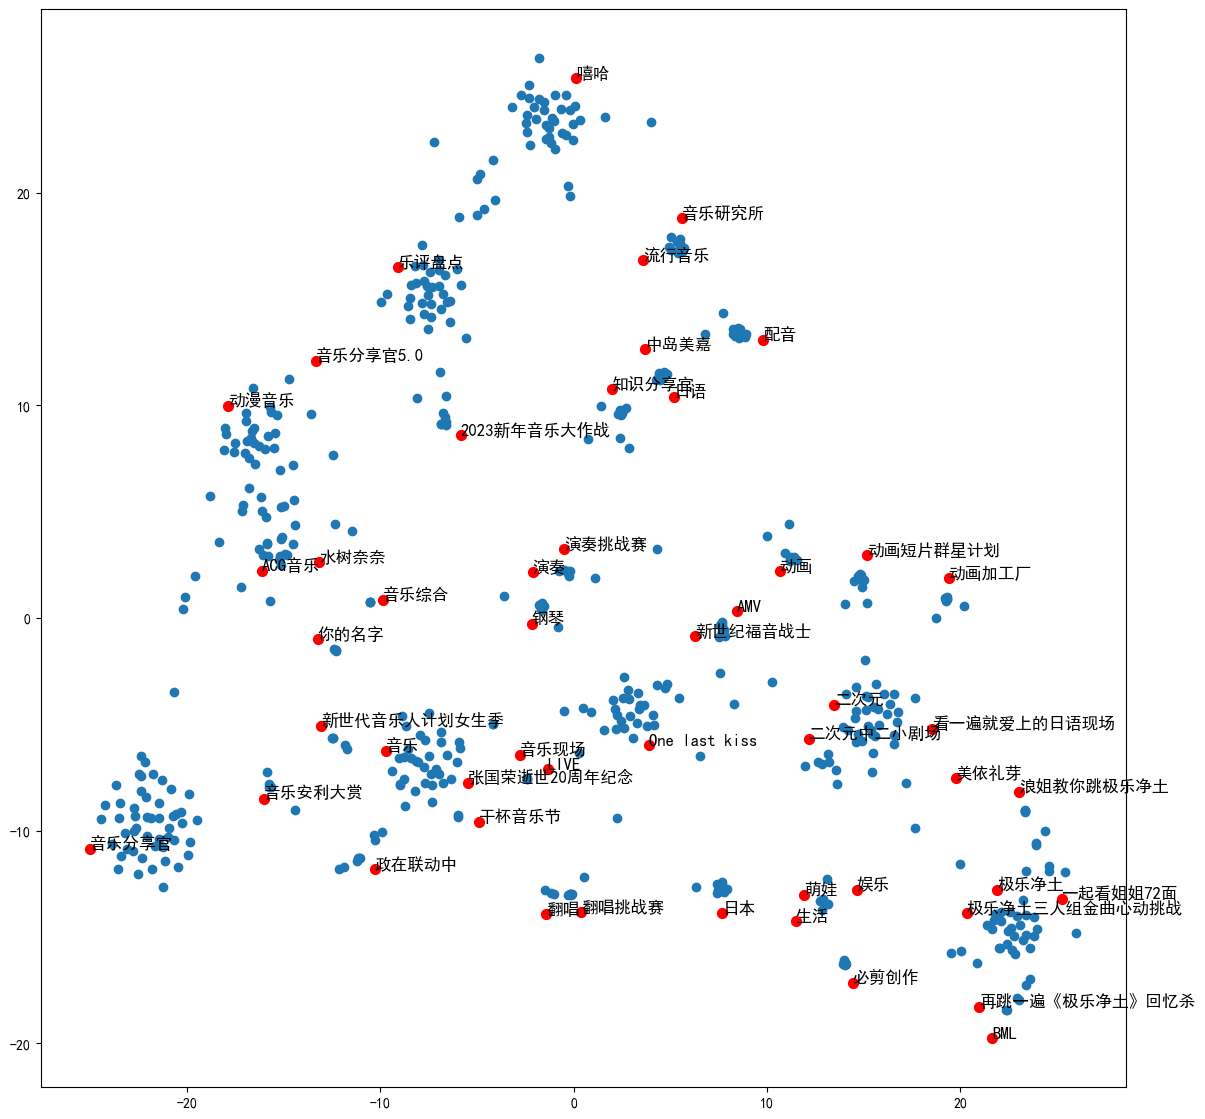 嘻哈
20
音乐研究所
流行音乐
乐评盘点
配音
中岛美嘉
音乐分享官5.0
知识分享官
日语
10
动漫音乐
2023新年音乐大作战
演奏挑战赛
动画短片群星计划
水树奈奈
ACG音乐
演奏
动画
动画加工厂
音乐综合
AMV
0
钢琴
你的名字
新世纪福音战士
二次元
新世代音乐人计划女生季
看一遍就爱上的日语现场
二次元中二小剧场
One last kiss
音乐
音乐现场
LIVE
张国荣逝世20周年纪念
美依礼芽
浪姐教你跳极乐净土
音乐安利大赏
干杯音乐节
-10
音乐分享官
政在联动中
萌娃
娱乐
极乐净土
一起看姐姐72面
翻唱
翻唱挑战赛
日本
极乐净土三人组金曲心动挑战
生活
必剪创作
再跳一遍《极乐净土》回忆杀
BML
-20
-20
-10
0
10
20